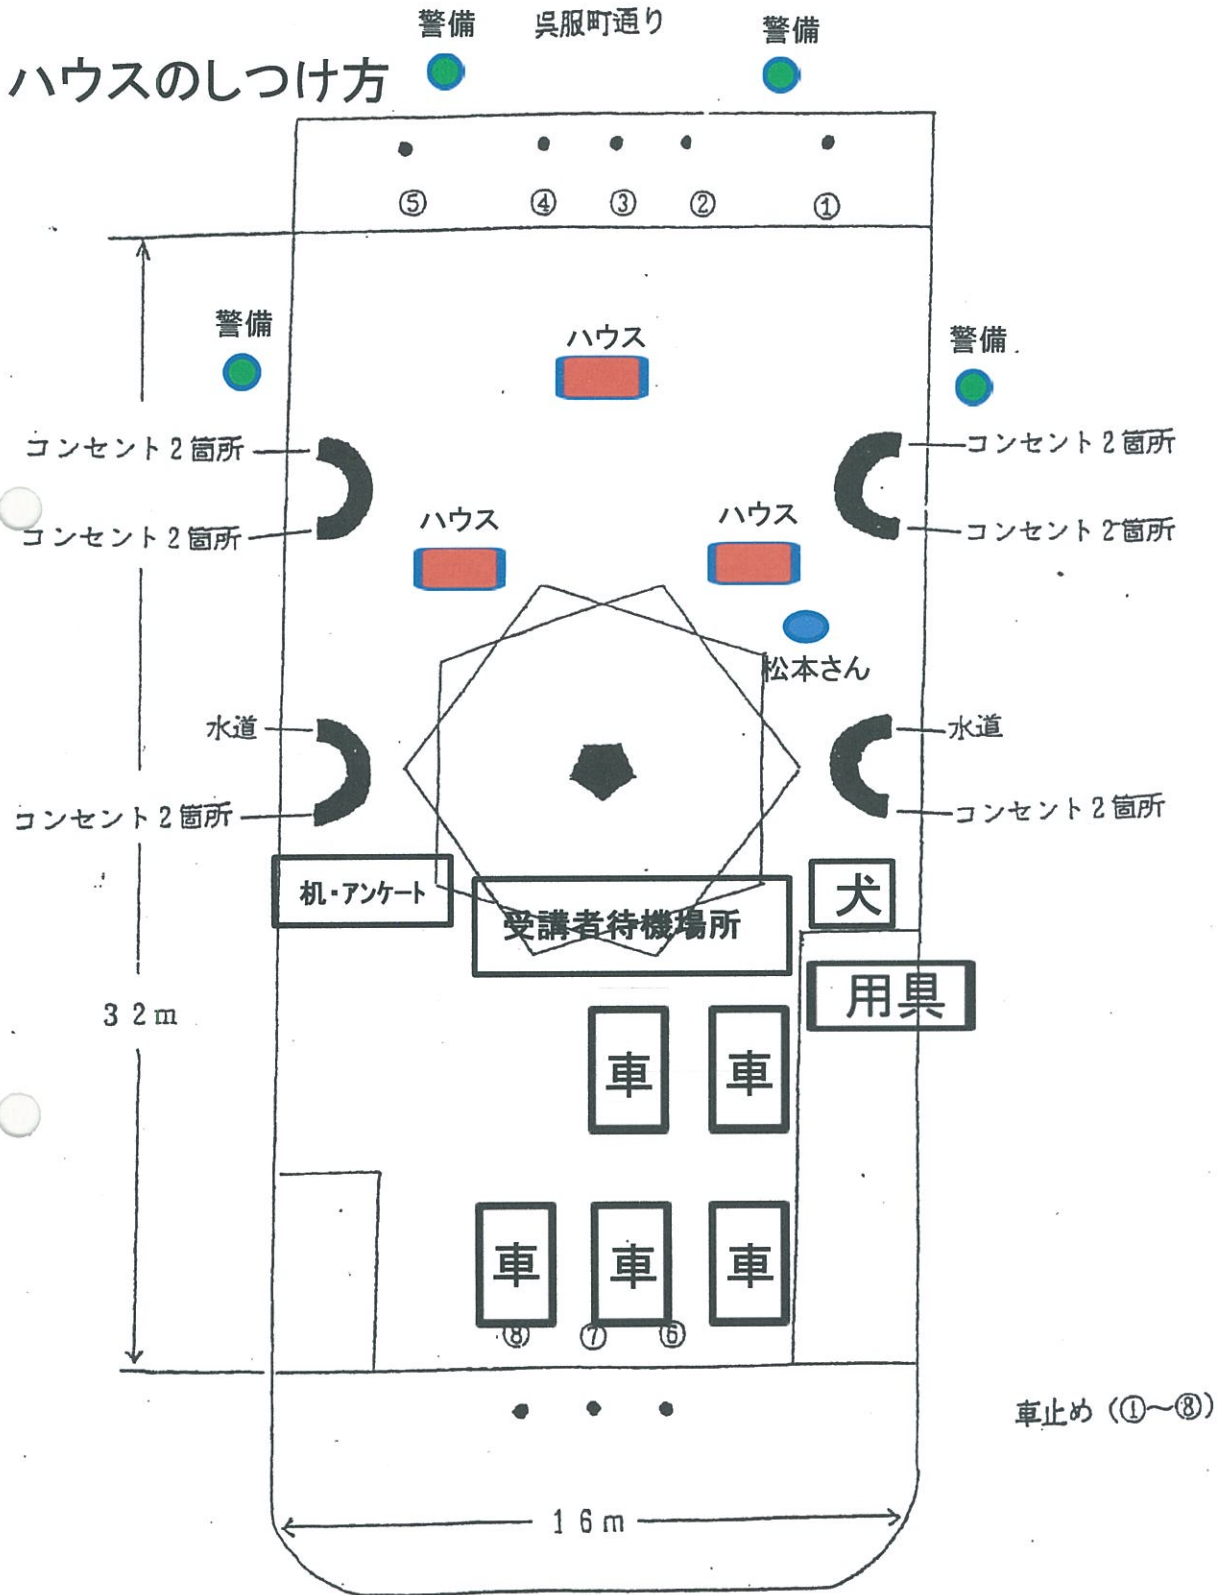 警備
呉服町通り
警備
ハウスのしつけ方
⑤ ④ ③ ② ①
警備
ハウス
警備
コンセント2箇所
コンセント2箇所
コンセント2箇所
コンセント2箇所
ハウス
ハウス
松本さん
水道
水道
コンセント2箇所
コンセント2箇所
机・アンケート
受講者待機場所
犬
用具
32m
車
車
車
車
車
⑧ ⑦ ⑥
車止め(①~⑧)
16m